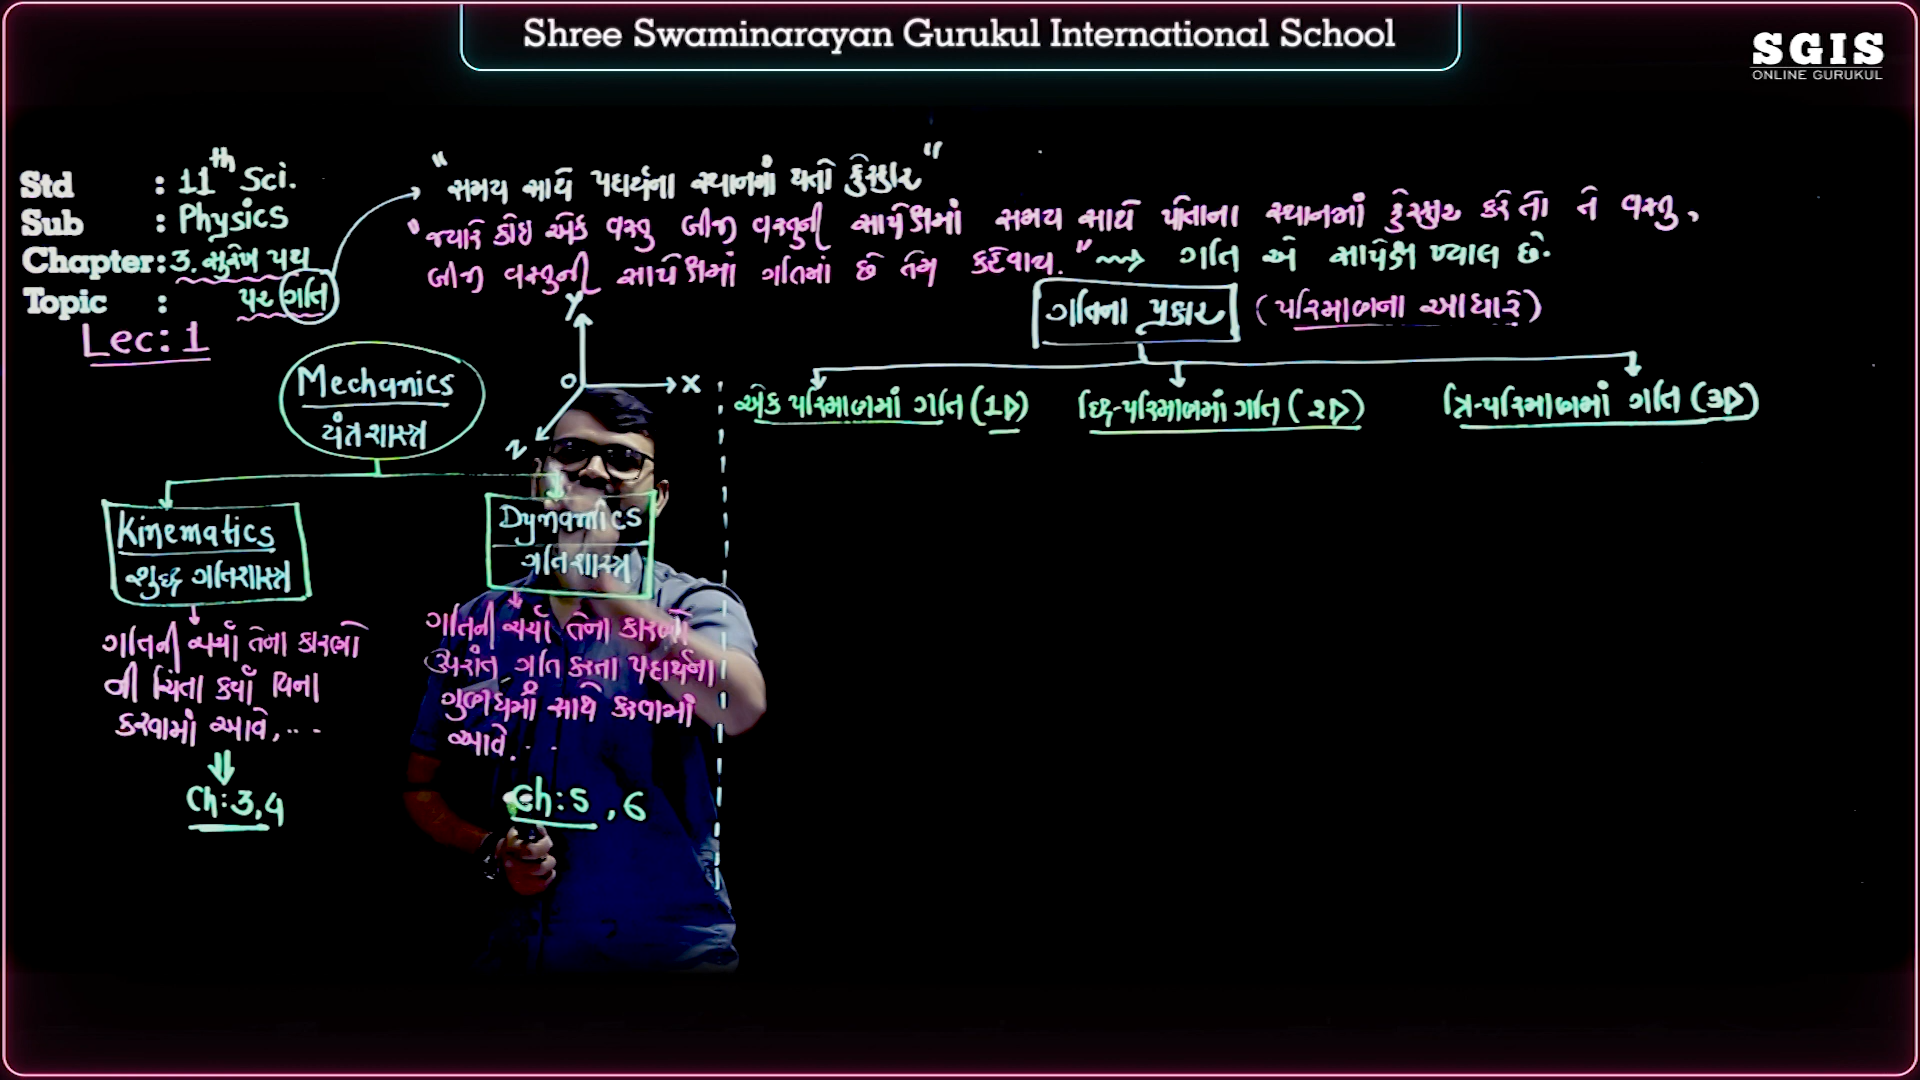 Shree Swaminarayan Gurukul International School
SGIS
ONLINE GURUKUL
Std : 11th Sci.
Sub : Physics
Chapter : 3. સુરેખ પથ
Topic : પર ગતિ
Lec: 1
"સમય સાથે પદાર્થના સ્થાનમાં થતો ફેરફાર"
"જ્યારે કોઇ એક વસ્તુ બીજી વસ્તુની સાપેક્ષમાં સમય સાથે પોતાના સ્થાનમાં ફેરફાર કરે તો તે વસ્તુ,
બીજી વસ્તુની સાપેક્ષમાં ગતિમાં છે તેમ કહેવાય." ⇝ ગતિ એ સાપેક્ષ ખ્યાલ છે.
ગતિના પ્રકાર (પરિમાણના આધારે)
એક પરિમાણમાં ગતિ (1D)
દ્વિ-પરિમાણમાં ગતિ (2D)
ત્રિ-પરિમાણમાં ગતિ (3D)
Y
O
X
Z
Mechanics
યંત્રશાસ્ત્ર
Kinematics
શુદ્ધ ગતિશાસ્ત્ર
ગતિની ચર્ચા તેના કારણો
ની ચિંતા કર્યા વિના
કરવામાં આવે,...
Ch: 3,4
Dynamics
ગતિશાસ્ત્ર
ગતિની ચર્ચા તેના કારણો
ઉપરાંત ગતિ કરતા પદાર્થના
ગુણધર્મો સાથે કરવામાં
આવે...
Ch: 5, 6